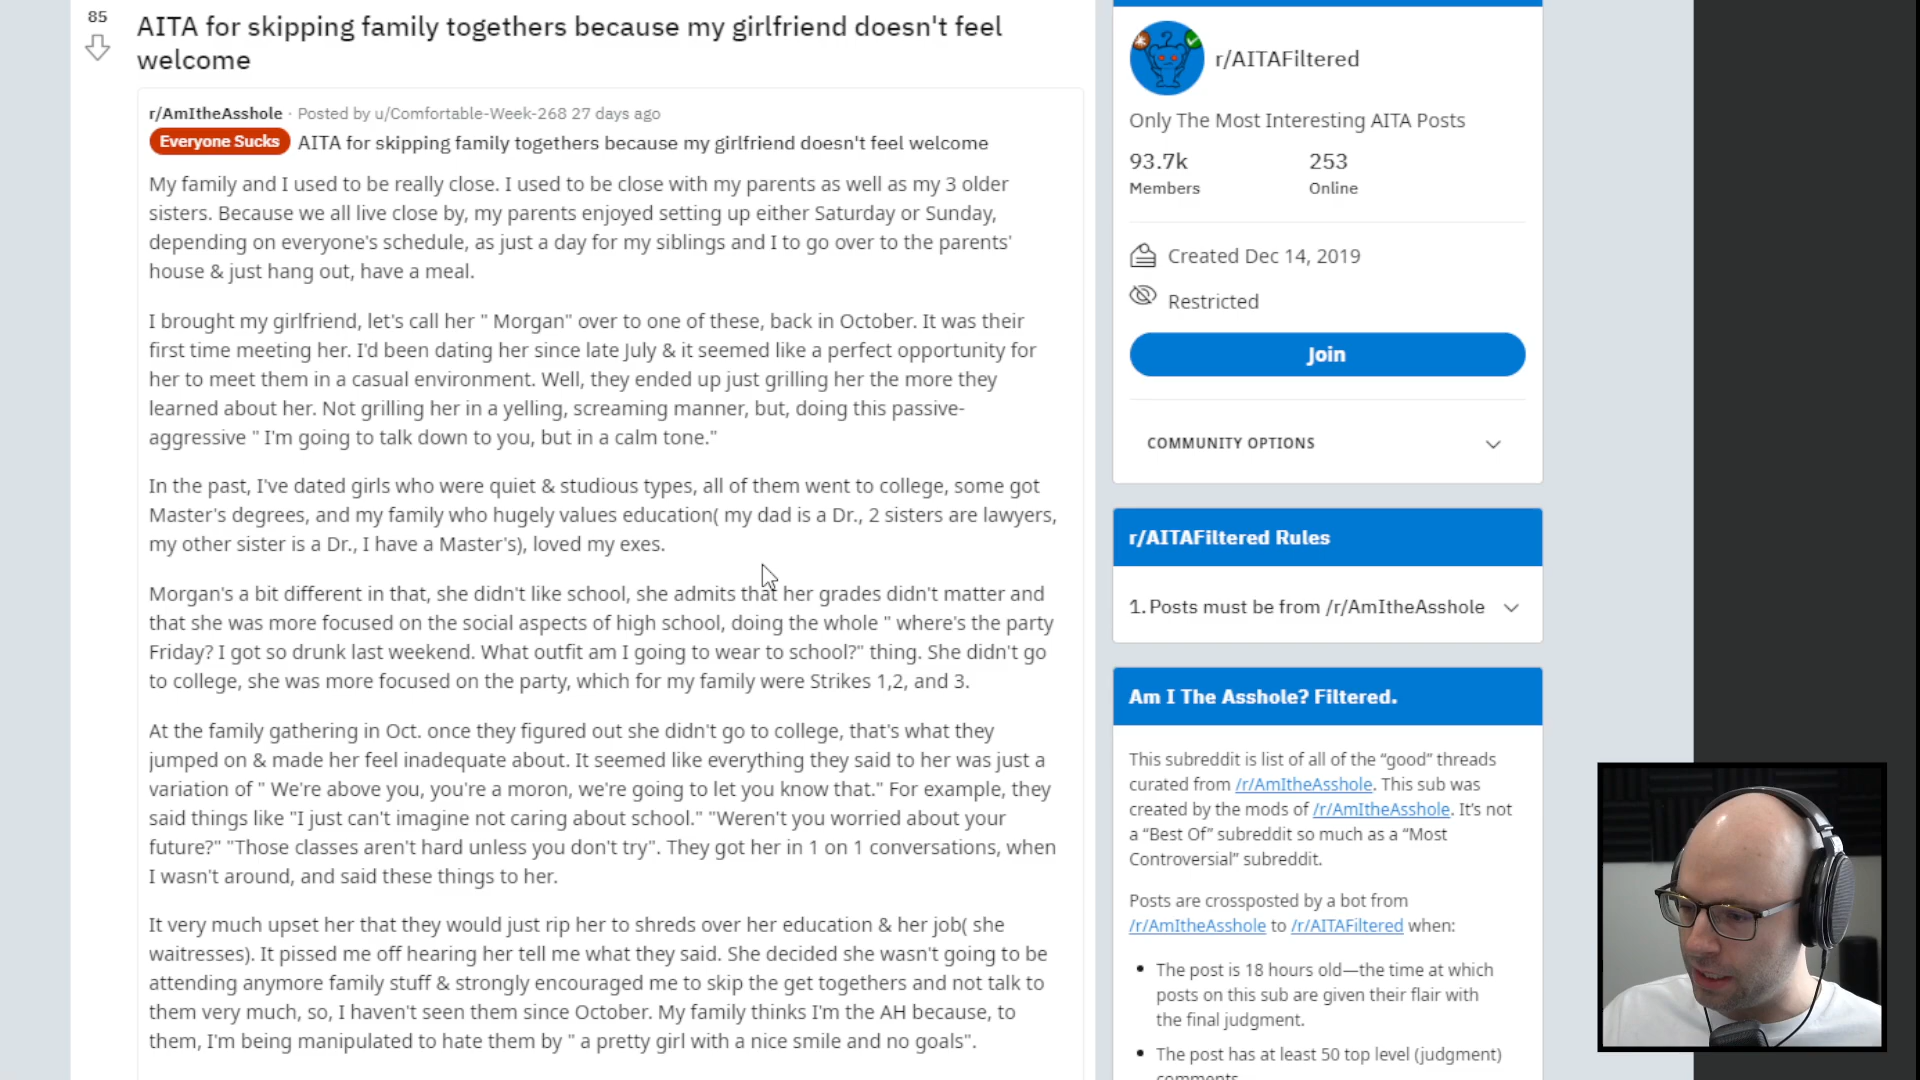 85
AITA for skipping family togethers because my girlfriend doesn't feel
welcome
r/AmItheAsshole · Posted by u/Comfortable-Week-268 27 days ago
Everyone Sucks AITA for skipping family togethers because my girlfriend doesn't feel welcome
My family and I used to be really close. I used to be close with my parents as well as my 3 older
sisters. Because we all live close by, my parents enjoyed setting up either Saturday or Sunday,
depending on everyone's schedule, as just a day for my siblings and I to go over to the parents'
house & just hang out, have a meal.
I brought my girlfriend, let's call her " Morgan" over to one of these, back in October. It was their
first time meeting her. I'd been dating her since late July & it seemed like a perfect opportunity for
her to meet them in a casual environment. Well, they ended up just grilling her the more they
learned about her. Not grilling her in a yelling, screaming manner, but, doing this passive-
aggressive " I'm going to talk down to you, but in a calm tone."
In the past, I've dated girls who were quiet & studious types, all of them went to college, some got
Master's degrees, and my family who hugely values education( my dad is a Dr., 2 sisters are lawyers,
my other sister is a Dr., I have a Master's), loved my exes.
Morgan's a bit different in that, she didn't like school, she admits that her grades didn't matter and
that she was more focused on the social aspects of high school, doing the whole " where's the party
Friday? I got so drunk last weekend. What outfit am I going to wear to school?" thing. She didn't go
to college, she was more focused on the party, which for my family were Strikes 1,2, and 3.
At the family gathering in Oct. once they figured out she didn't go to college, that's what they
jumped on & made her feel inadequate about. It seemed like everything they said to her was just a
variation of " We're above you, you're a moron, we're going to let you know that." For example, they
said things like "I just can't imagine not caring about school." "Weren't you worried about your
future?" "Those classes aren't hard unless you don't try". They got her in 1 on 1 conversations, when
I wasn't around, and said these things to her.
It very much upset her that they would just rip her to shreds over her education & her job( she
waitresses). It pissed me off hearing her tell me what they said. She decided she wasn't going to be
attending anymore family stuff & strongly encouraged me to skip the get togethers and not talk to
them very much, so, I haven't seen them since October. My family thinks I'm the AH because, to
them, I'm being manipulated to hate them by " a pretty girl with a nice smile and no goals".
r/AITAFiltered
Only The Most Interesting AITA Posts
93.7k 253
Members Online
Created Dec 14, 2019
Restricted
Join
COMMUNITY OPTIONS
r/AITAFiltered Rules
1. Posts must be from /r/AmItheAsshole
Am I The Asshole? Filtered.
This subreddit is list of all of the “good” threads
curated from /r/AmItheAsshole. This sub was
created by the mods of /r/AmItheAsshole. It’s not
a “Best Of” subreddit so much as a “Most
Controversial” subreddit.
Posts are crossposted by a bot from
/r/AmItheAsshole to /r/AITAFiltered when:
• The post is 18 hours old—the time at which
posts on this sub are given their flair with
the final judgment.
• The post has at least 50 top level (judgment)
comments